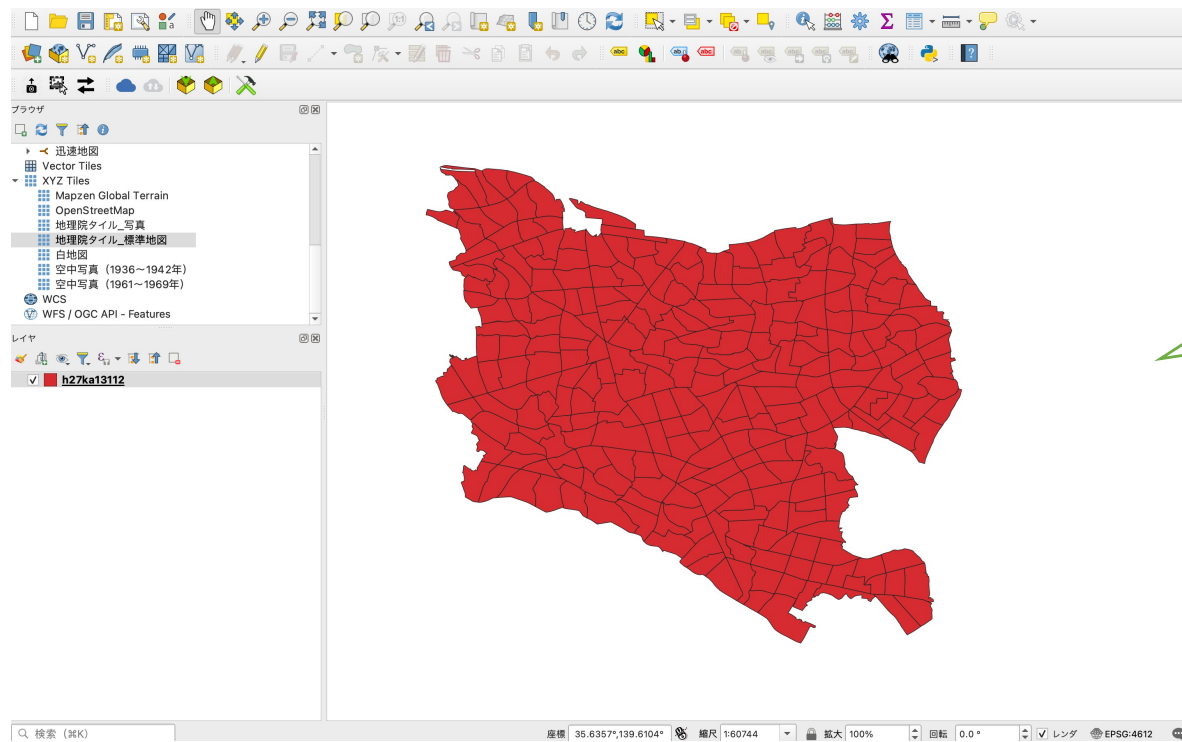 ブラウザ
迅速地図
Vector Tiles
XYZ Tiles
Mapzen Global Terrain
OpenStreetMap
地理院タイル_写真
地理院タイル_標準地図
白地図
空中写真（1936～1942年）
空中写真（1961～1969年）
WCS
WFS / OGC API - Features
レイヤ
h27ka13112
検索 (⌘K)
座標 35.6357°,139.6104° 縮尺 1:60744 拡大 100% 回転 0.0 ° レンダ EPSG:4612